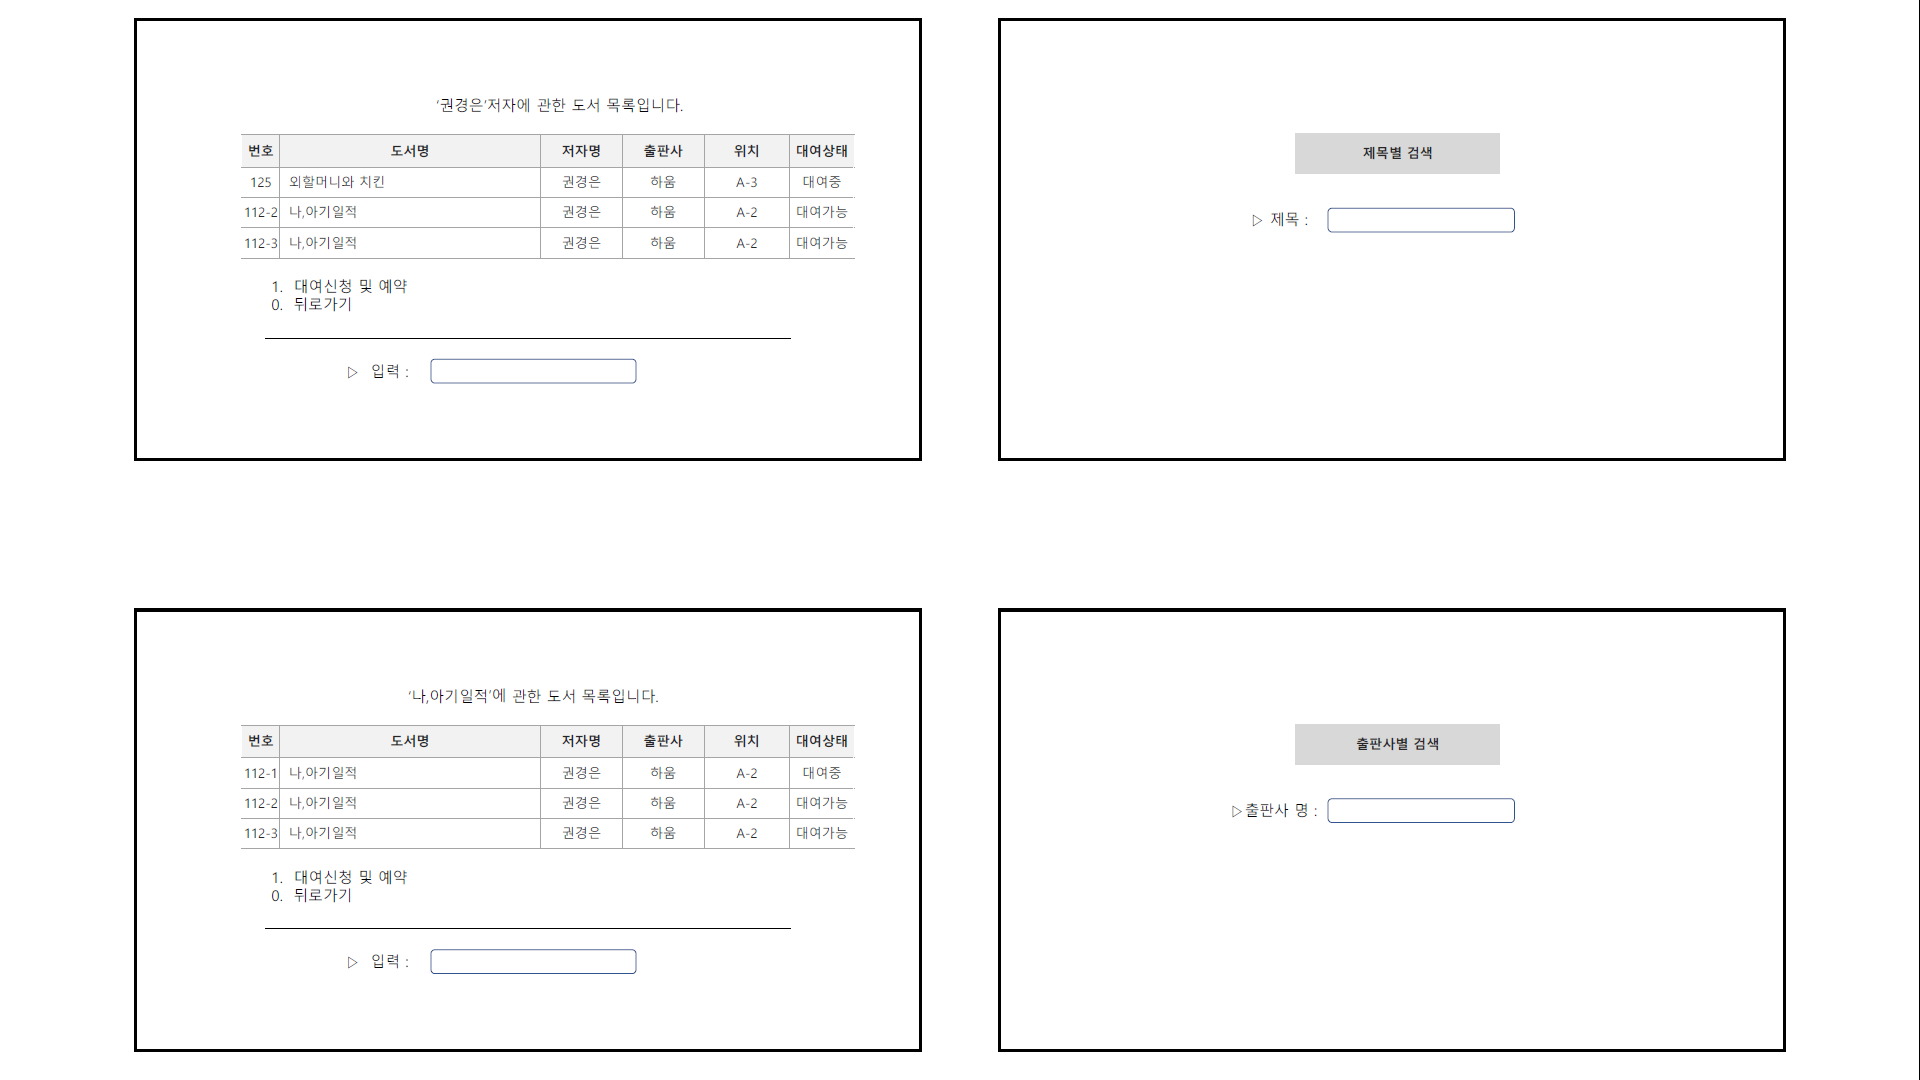 '권경은'저자에 관한 도서 목록입니다.
번호 도서명 저자명 출판사 위치 대여상태
125 외할머니와 치킨 권경은 하움 A-3 대여중
112-2 나,아기일적 권경은 하움 A-2 대여가능
112-3 나,아기일적 권경은 하움 A-2 대여가능
1. 대여신청 및 예약
0. 뒤로가기
▷ 입력 :
제목별 검색
▷ 제목 :
'나,아기일적'에 관한 도서 목록입니다.
번호 도서명 저자명 출판사 위치 대여상태
112-1 나,아기일적 권경은 하움 A-2 대여중
112-2 나,아기일적 권경은 하움 A-2 대여가능
112-3 나,아기일적 권경은 하움 A-2 대여가능
1. 대여신청 및 예약
0. 뒤로가기
▷ 입력 :
출판사별 검색
▷출판사 명 :